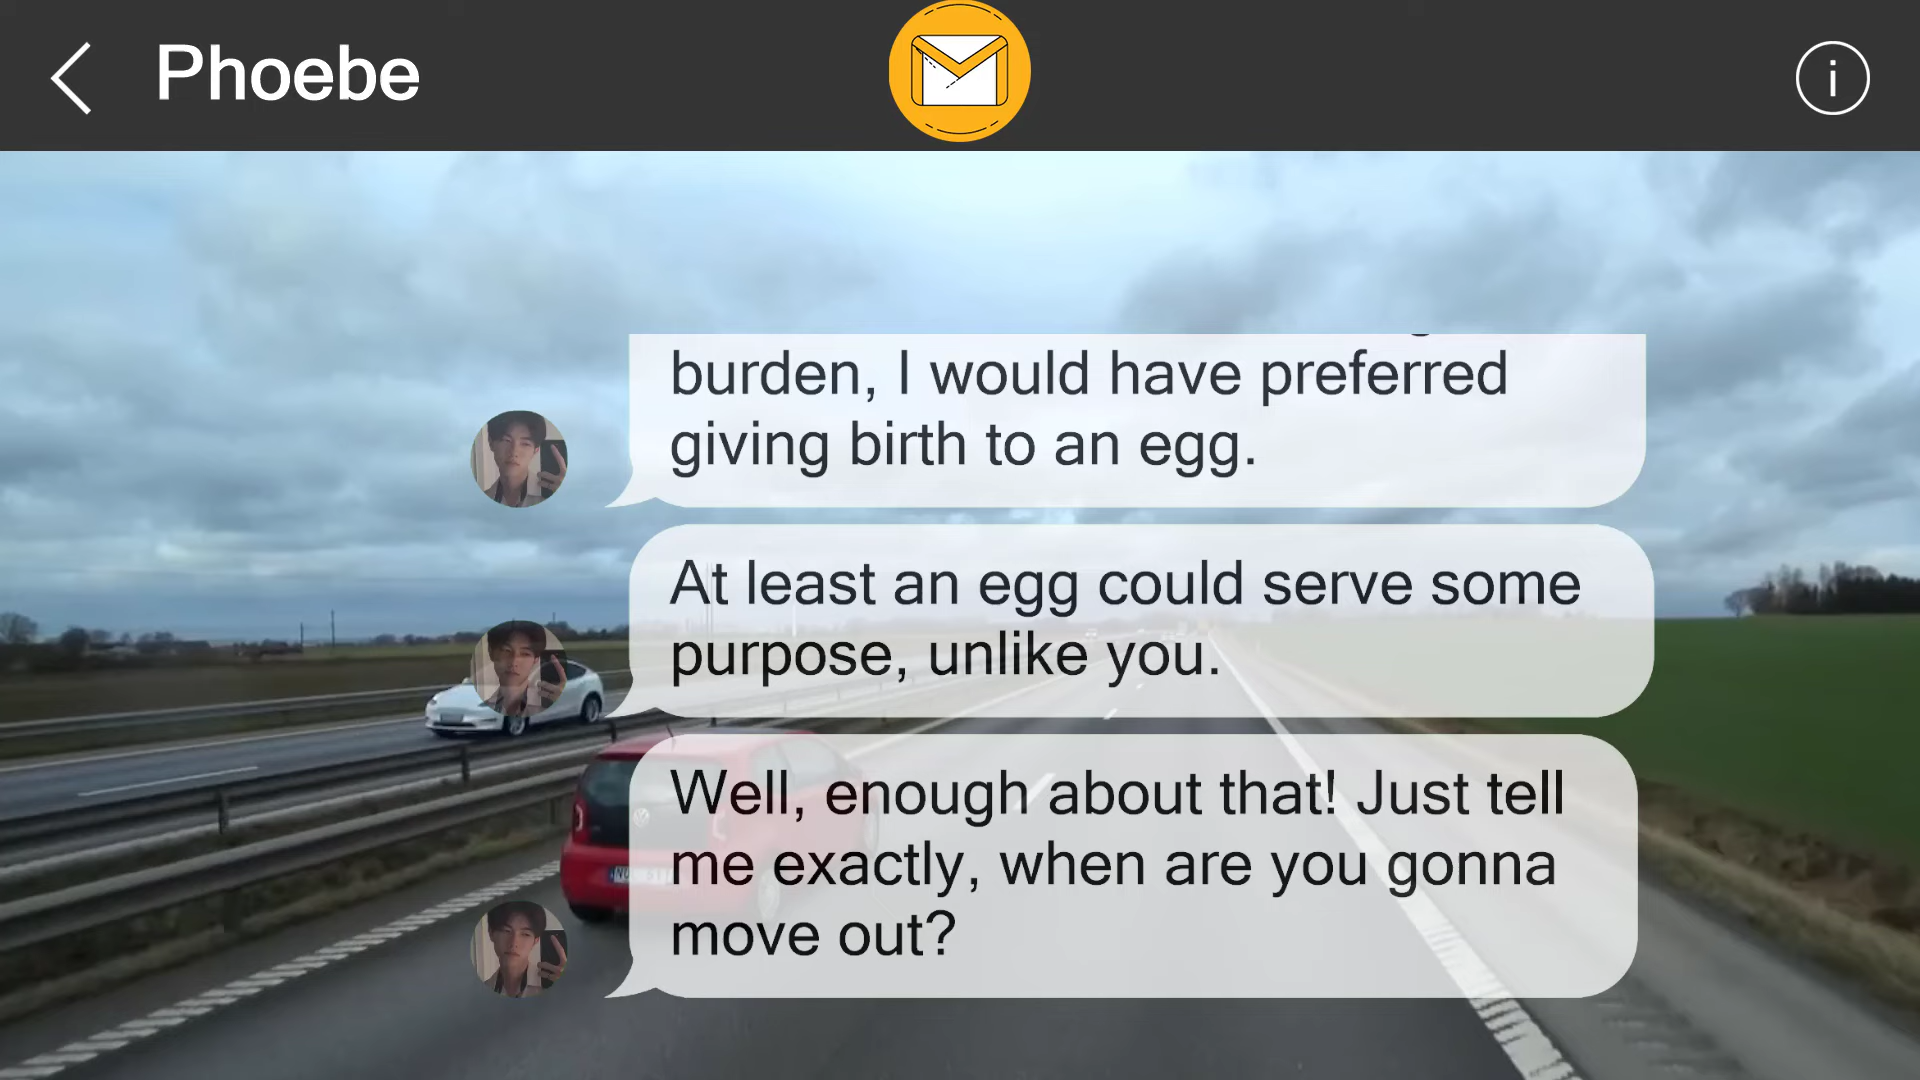 Phoebe
i
burden, I would have preferred
giving birth to an egg.
At least an egg could serve some
purpose, unlike you.
Well, enough about that! Just tell
me exactly, when are you gonna
move out?